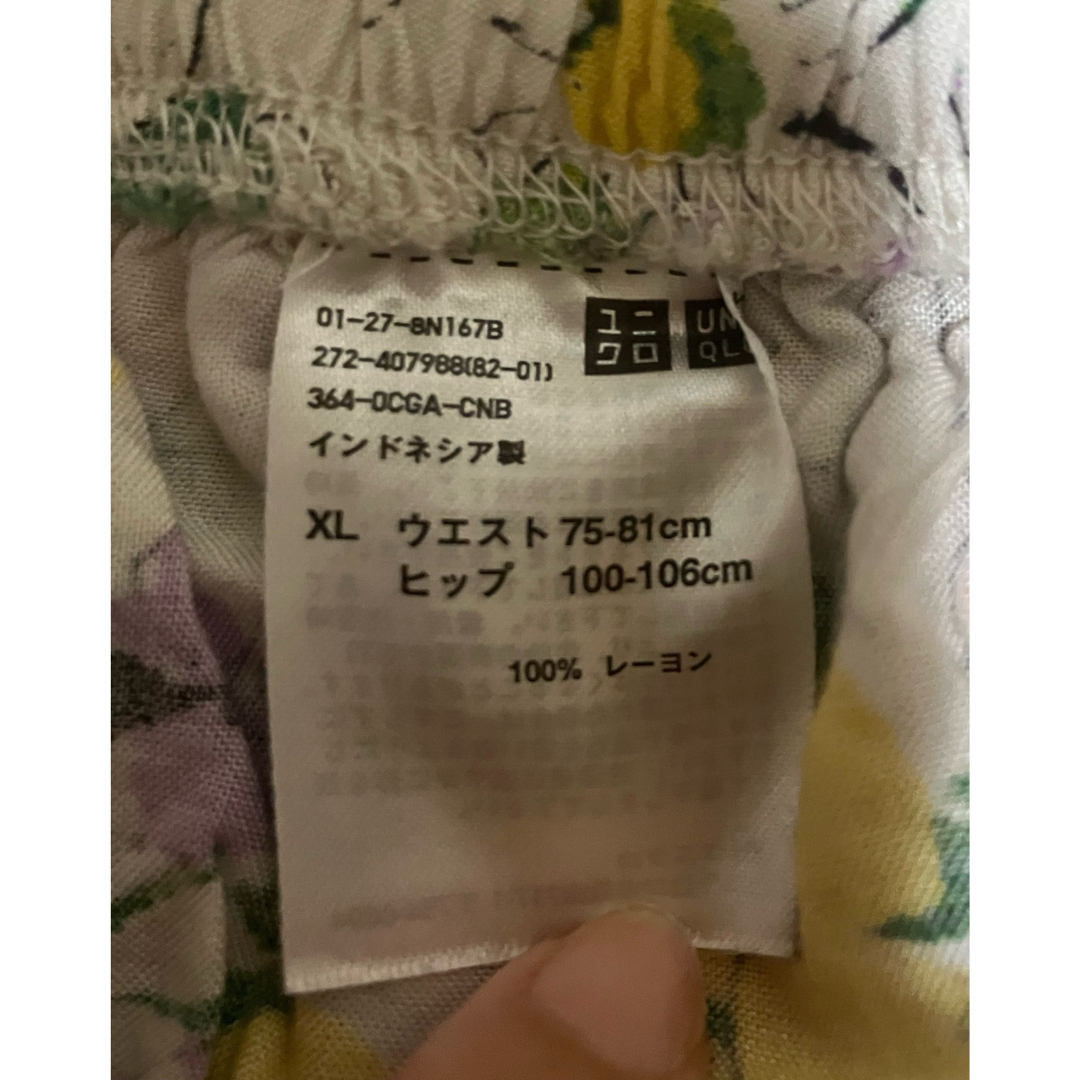 01-27-8N167B
272-407988(82-01)
364-0CGA-CNB
インドネシア製
ユニ
クロ
UN
QL
XL ウエスト 75-81cm
ヒップ 100-106cm
100% レーヨン